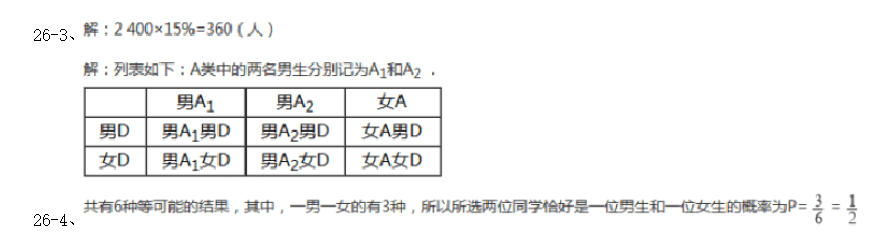 26-3、解：2 400×15%=360（人）
解：列表如下：A类中的两名男生分别记为A₁和A₂ ．
男A₁ 男A₂ 女A
男D 男A₁男D 男A₂男D 女A男D
女D 男A₁女D 男A₂女D 女A女D
26-4、共有6种等可能的结果，其中，一男一女的有3种，所以所选两位同学恰好是一位男生和一位女生的概率为P= 3/6 = 1/2